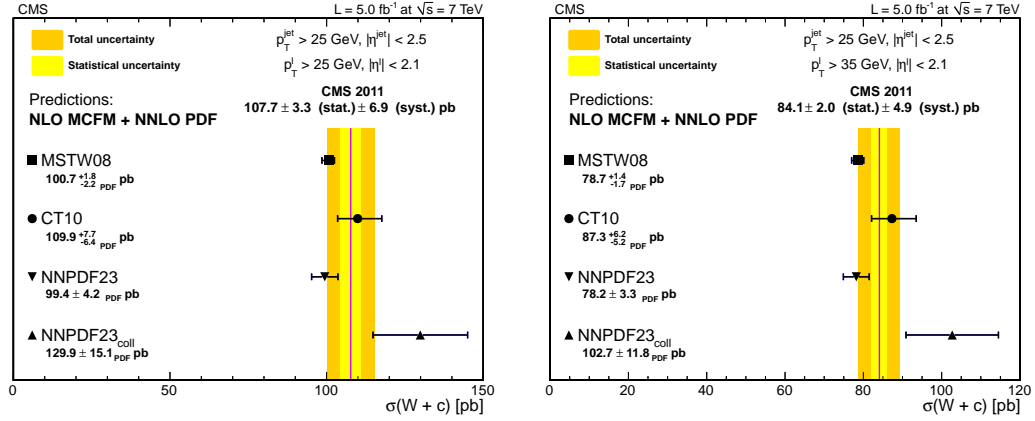 CMS
L = 5.0 fb⁻¹ at √s = 7 TeV
Total uncertainty
Statistical uncertainty
p_T^jet > 25 GeV, |η^jet| < 2.5
p_T^l > 25 GeV, |η^l| < 2.1
CMS 2011
107.7 ± 3.3 (stat.) ± 6.9 (syst.) pb
Predictions:
NLO MCFM + NNLO PDF
MSTW08
100.7 +1.8 -2.2 PDF pb
CT10
109.9 +7.7 -6.4 PDF pb
NNPDF23
99.4 ± 4.2 PDF pb
NNPDF23coll
129.9 ± 15.1 PDF pb
0 50 100 150
σ(W + c) [pb]
CMS
L = 5.0 fb⁻¹ at √s = 7 TeV
Total uncertainty
Statistical uncertainty
p_T^jet > 25 GeV, |η^jet| < 2.5
p_T^l > 35 GeV, |η^l| < 2.1
CMS 2011
84.1 ± 2.0 (stat.) ± 4.9 (syst.) pb
Predictions:
NLO MCFM + NNLO PDF
MSTW08
78.7 +1.4 -1.7 PDF pb
CT10
87.3 +6.2 -5.2 PDF pb
NNPDF23
78.2 ± 3.3 PDF pb
NNPDF23coll
102.7 ± 11.8 PDF pb
0 20 40 60 80 100 120
σ(W + c) [pb]